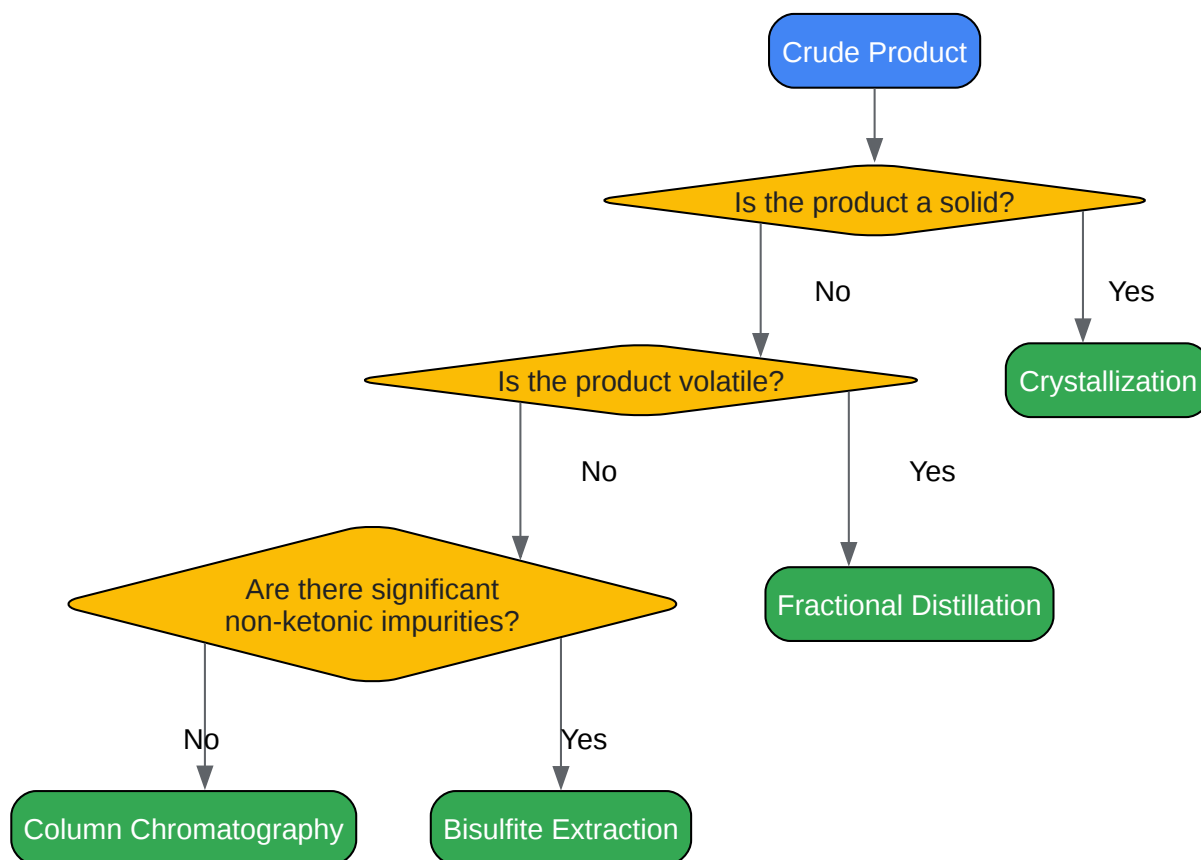 Crude Product
Is the product a solid?
No
Yes
Is the product volatile?
Crystallization
No
Yes
Are there significant
non-ketonic impurities?
Fractional Distillation
No
Yes
Column Chromatography
Bisulfite Extraction